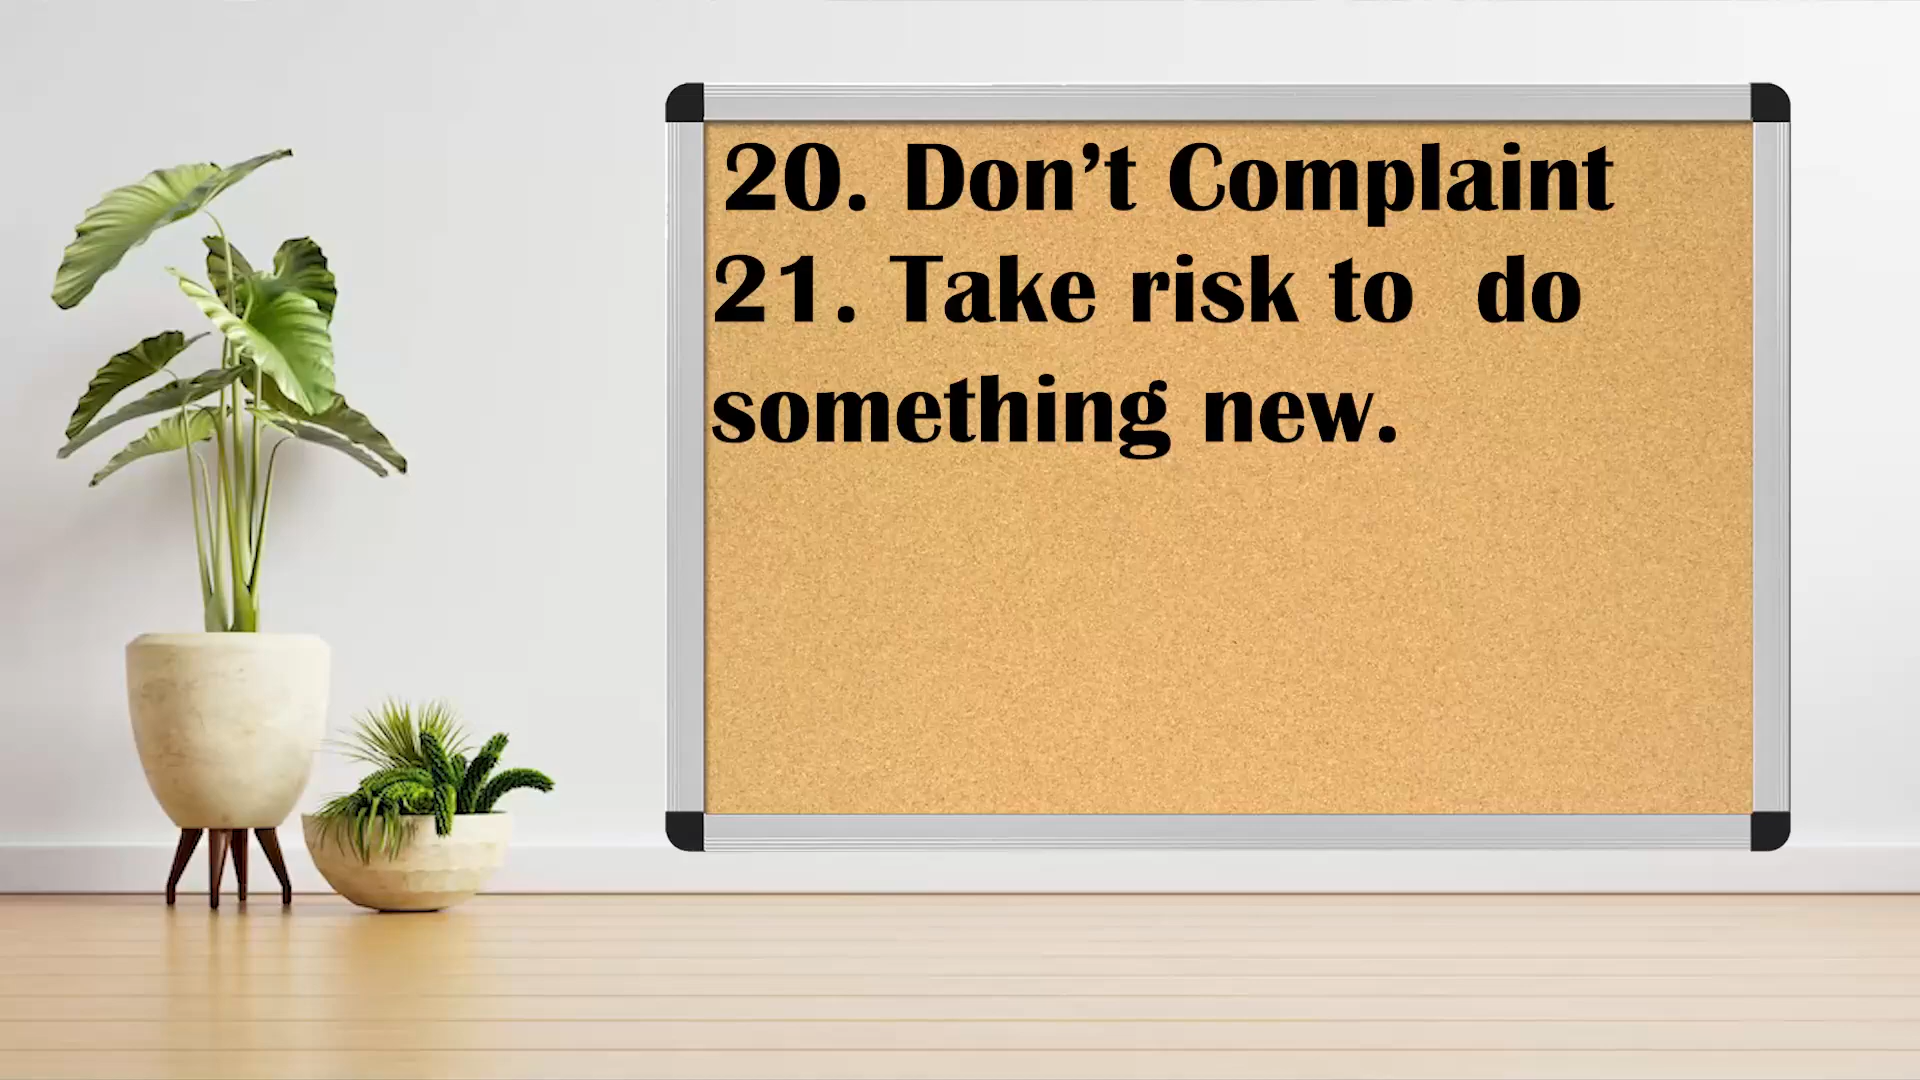 20. Don’t Complaint
21. Take risk to  do
something new.